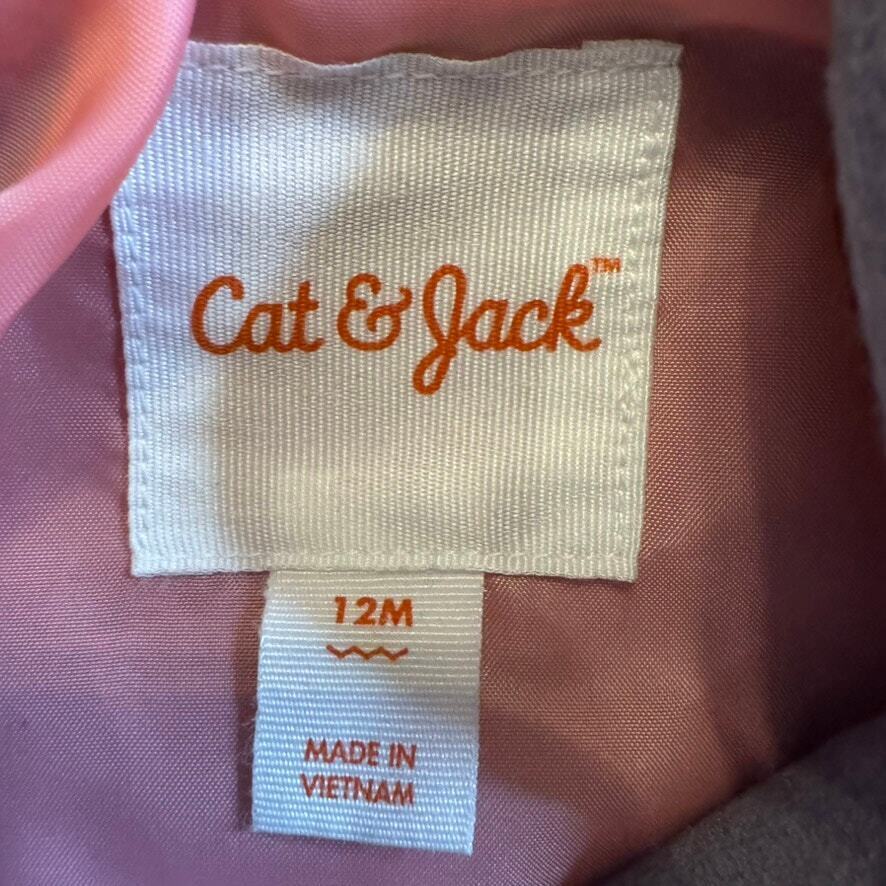 Cat & Jack™
12M
MADE IN
VIETNAM